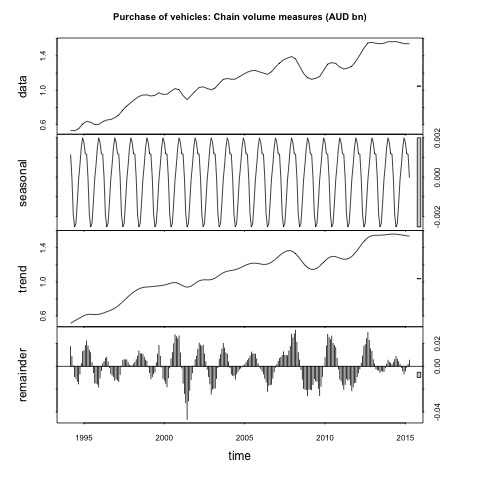 Purchase of vehicles: Chain volume measures (AUD bn)
data
0.6 1.0 1.4
seasonal
-0.002 0.000 0.002
trend
0.6 1.0 1.4
remainder
-0.04 0.00 0.02
1995 2000 2005 2010 2015
time